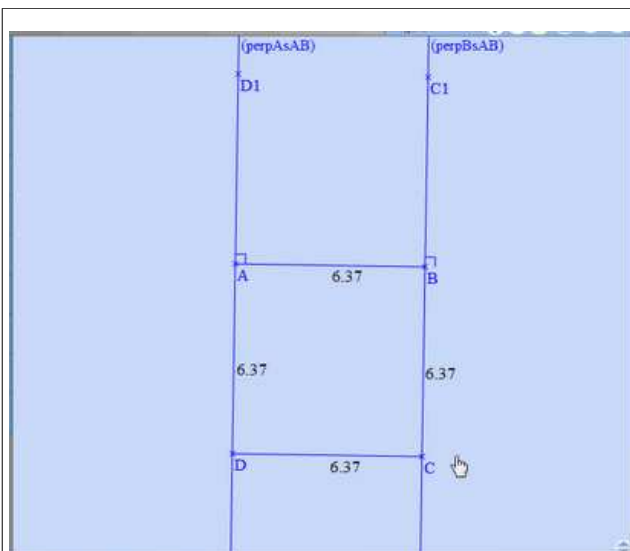 (perpAsAB) (perpBsAB)
D1 C1
A 6.37 B
6.37 6.37
D 6.37 C